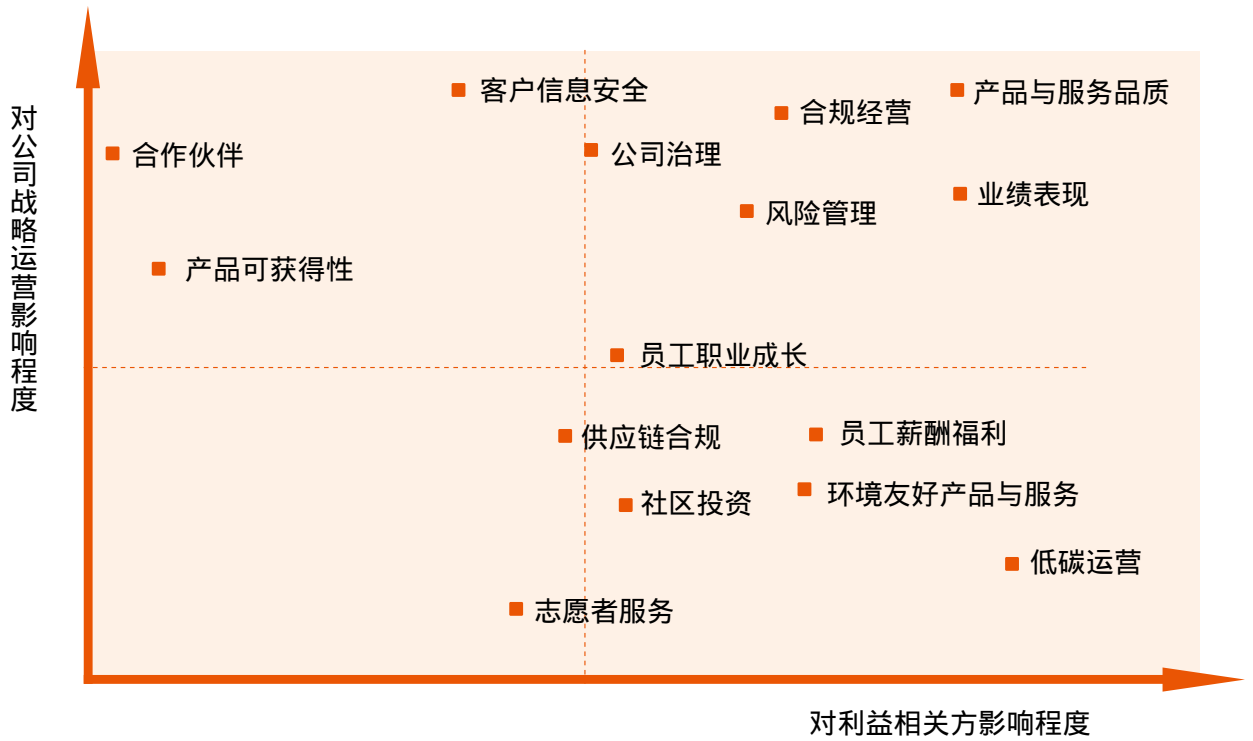 对公司战略运营影响程度
客户信息安全
产品与服务品质
合规经营
合作伙伴
公司治理
业绩表现
风险管理
产品可获得性
员工职业成长
供应链合规
员工薪酬福利
社区投资
环境友好产品与服务
低碳运营
志愿者服务
对利益相关方影响程度